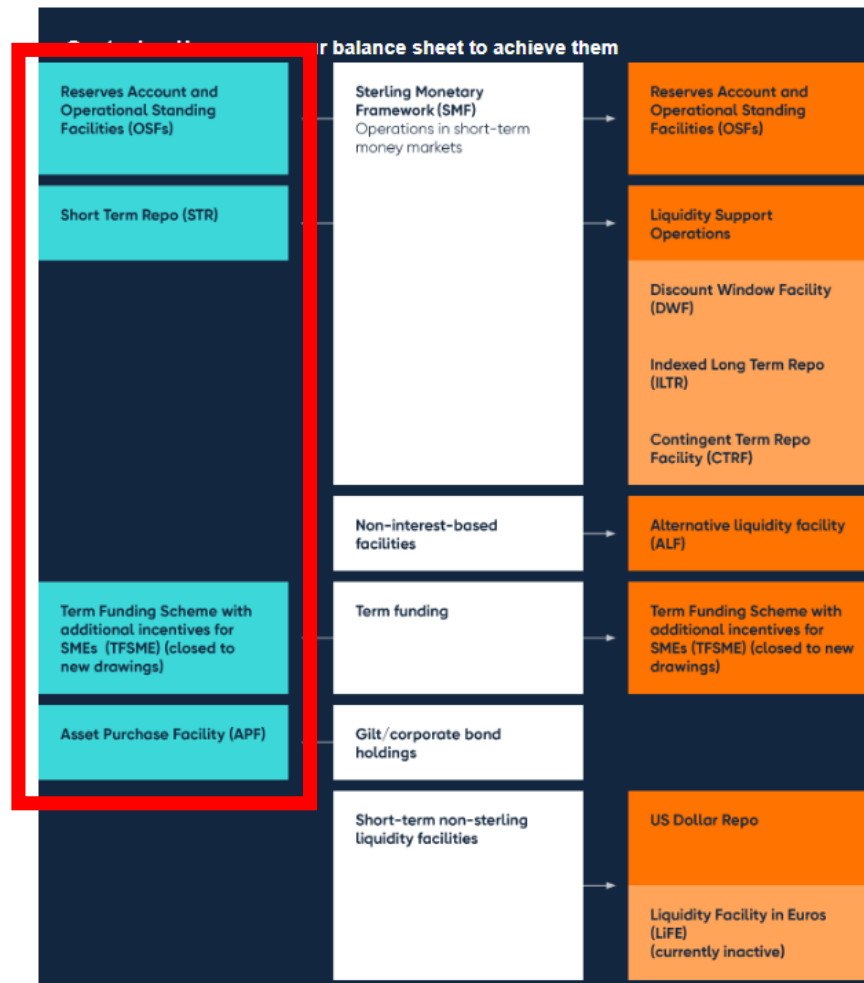 r balance sheet to achieve them
Reserves Account and
Operational Standing
Facilities (OSFs)
Sterling Monetary
Framework (SMF)
Operations in short-term
money markets
Reserves Account and
Operational Standing
Facilities (OSFs)
Short Term Repo (STR)
Liquidity Support
Operations
Discount Window Facility
(DWF)
Indexed Long Term Repo
(ILTR)
Contingent Term Repo
Facility (CTRF)
Non-interest-based
facilities
Alternative liquidity facility
(ALF)
Term Funding Scheme with
additional incentives for
SMEs (TFSME) (closed to
new drawings)
Term funding
Term Funding Scheme with
additional incentives for
SMEs (TFSME) (closed to new
drawings)
Asset Purchase Facility (APF)
Gilt/corporate bond
holdings
Short-term non-sterling
liquidity facilities
US Dollar Repo
Liquidity Facility in Euros
(LiFE)
(currently inactive)